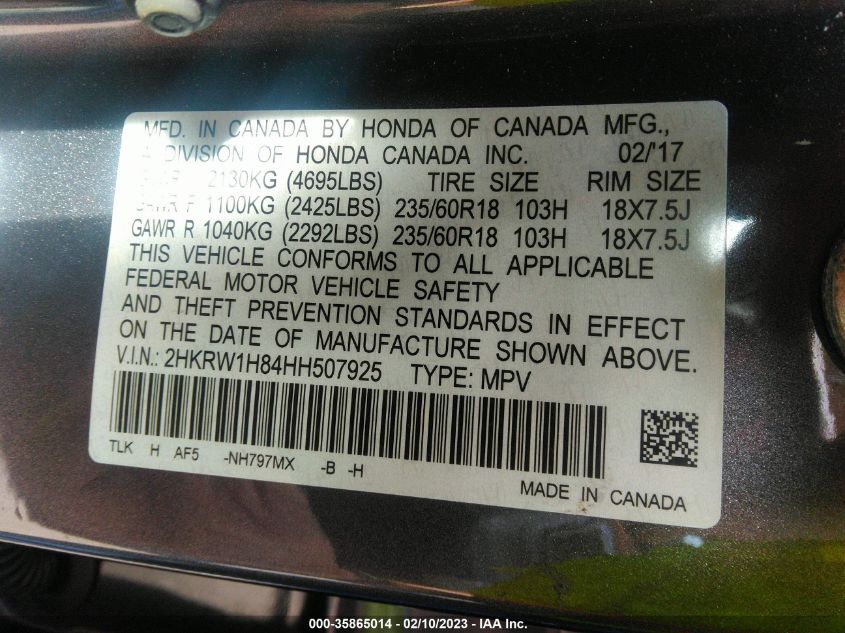 MFD. IN CANADA BY HONDA OF CANADA MFG.,
A DIVISION OF HONDA CANADA INC. 02/'17
2130KG (4695LBS) TIRE SIZE RIM SIZE
GAWR F 1100KG (2425LBS) 235/60R18 103H 18X7.5J
GAWR R 1040KG (2292LBS) 235/60R18 103H 18X7.5J
THIS VEHICLE CONFORMS TO ALL APPLICABLE
FEDERAL MOTOR VEHICLE SAFETY
AND THEFT PREVENTION STANDARDS IN EFFECT
ON THE DATE OF MANUFACTURE SHOWN ABOVE.
V.I.N.: 2HKRW1H84HH507925 TYPE: MPV
TLK H AF5 -NH797MX -B -H
MADE IN CANADA
000-35865014 — 02/10/2023 — IAA Inc.